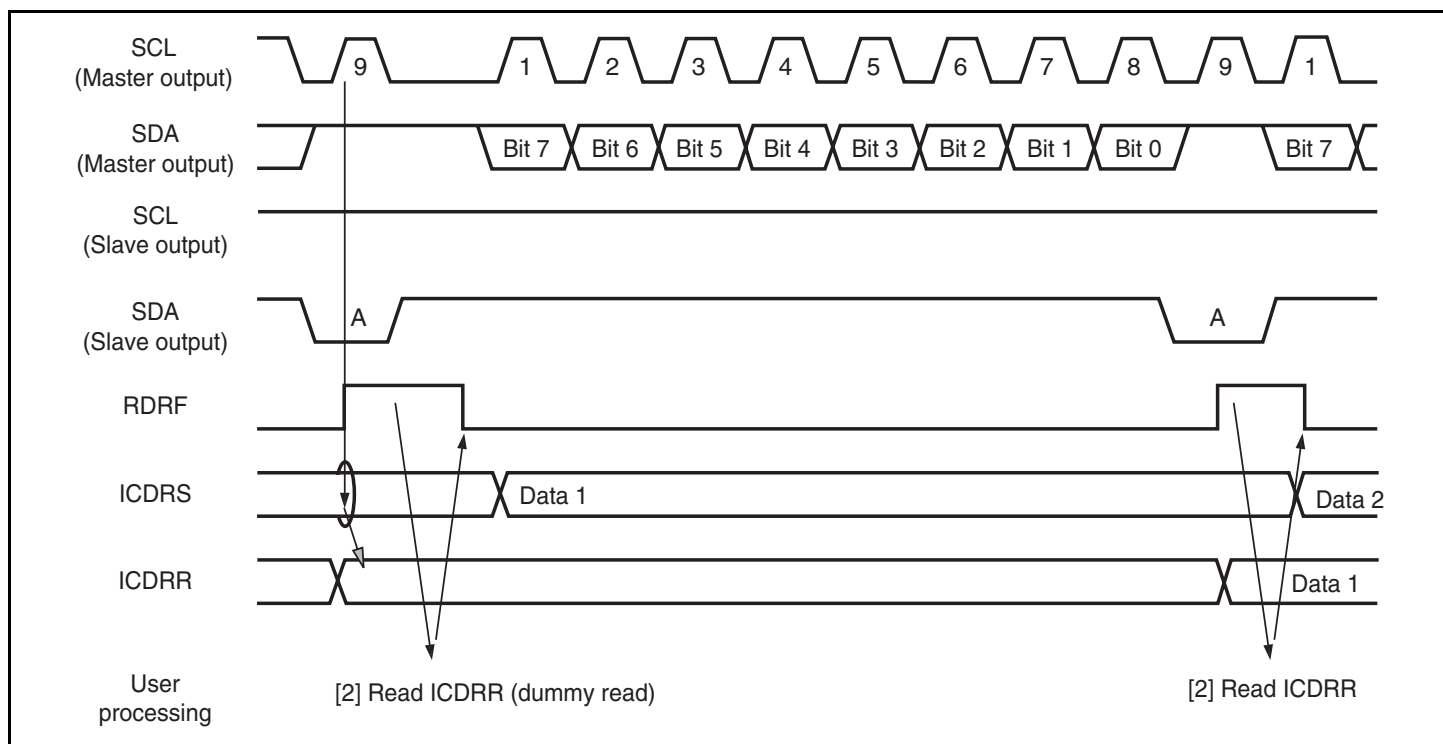 SCL
(Master output)
9 1 2 3 4 5 6 7 8 9 1
SDA
(Master output)
Bit 7 Bit 6 Bit 5 Bit 4 Bit 3 Bit 2 Bit 1 Bit 0 Bit 7
SCL
(Slave output)
SDA
(Slave output)
A A
RDRF
ICDRS
Data 1 Data 2
ICDRR
Data 1
User
processing
[2] Read ICDRR (dummy read) [2] Read ICDRR